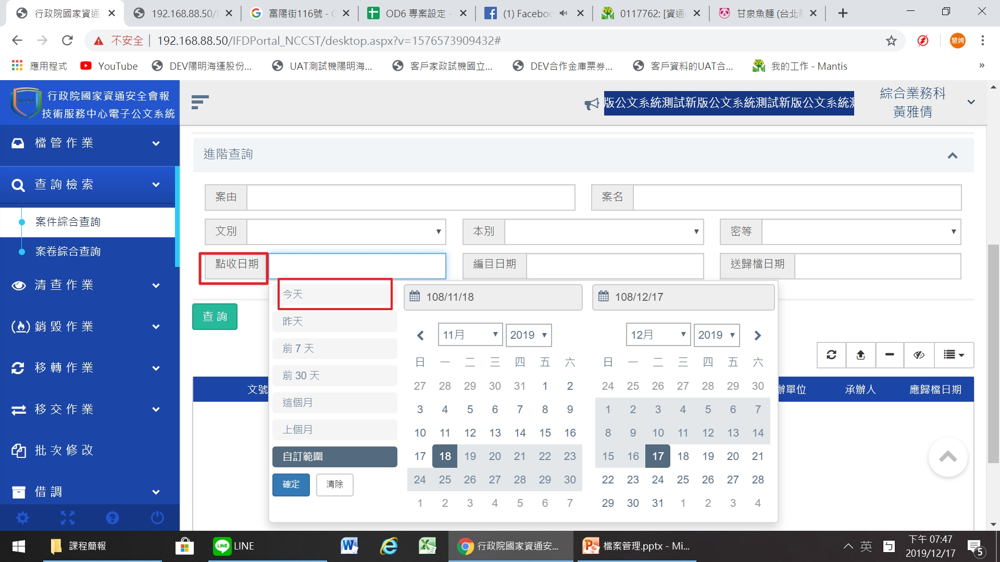 行政院國家資通
192.168.88.50/I
富陽街116號 - G
OD6 專案設定 -
(1) Faceboo
0117762: [資通
甘泉魚麵 (台北
不安全 192.168.88.50/IFDPortal_NCCST/desktop.aspx?v=1576573909432#
慧娉
應用程式
YouTube
DEV陽明海運股份...
UAT測試機陽明海...
客戶家政試機國立...
DEV合作金庫票券...
客戶資料的UAT合...
我的工作 - Mantis
»
NCCST
行政院國家資通安全會報
技術服務中心電子公文系統
版公文系統測試新版公文系統測試新版公文系統測
綜合業務科
黃雅倩
檔管作業
查詢檢索
案件綜合查詢
案卷綜合查詢
清查作業
銷毀作業
移轉作業
移交作業
批次修改
借調
進階查詢
案由
案名
文別
本別
密等
點收日期
編目日期
送歸檔日期
查詢
今天
昨天
前 7 天
前 30 天
這個月
上個月
自訂範圍
確定
清除
108/11/18
11月 2019
日 一 二 三 四 五 六
27 28 29 30 31 1 2
3 4 5 6 7 8 9
10 11 12 13 14 15 16
17 18 19 20 21 22 23
24 25 26 27 28 29 30
1 2 3 4 5 6 7
108/12/17
12月 2019
日 一 二 三 四 五 六
24 25 26 27 28 29 30
1 2 3 4 5 6 7
8 9 10 11 12 13 14
15 16 17 18 19 20 21
22 23 24 25 26 27 28
29 30 31 1 2 3 4
文號
辦單位
承辦人
應歸檔日期
課程簡報
LINE
LINE
行政院國家資通安...
檔案管理.pptx - Mi...
英
ㄅ
下午 07:47
2019/12/17
5